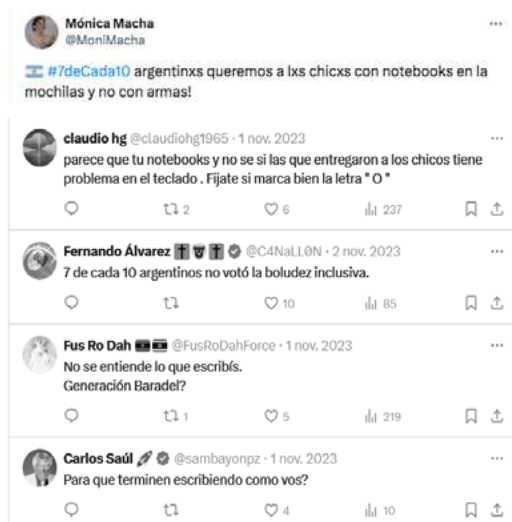 Mónica Macha
@MoniMacha
#7deCada10 argentinxs queremos a lxs chicxs con notebooks en la
mochilas y no con armas!
claudio hg @claudiohg1965 · 1 nov. 2023
parece que tu notebooks y no se si las que entregaron a los chicos tiene
problema en el teclado . Fijate si marca bien la letra " O "
2 6 237
Fernando Álvarez @C4NaLL0N · 2 nov. 2023
7 de cada 10 argentinos no votó la boludez inclusiva.
10 85
Fus Ro Dah @FusRoDahForce · 1 nov. 2023
No se entiende lo que escribís.
Generación Baradel?
1 5 219
Carlos Saúl @sambayonpz · 1 nov. 2023
Para que terminen escribiendo como vos?
4 10